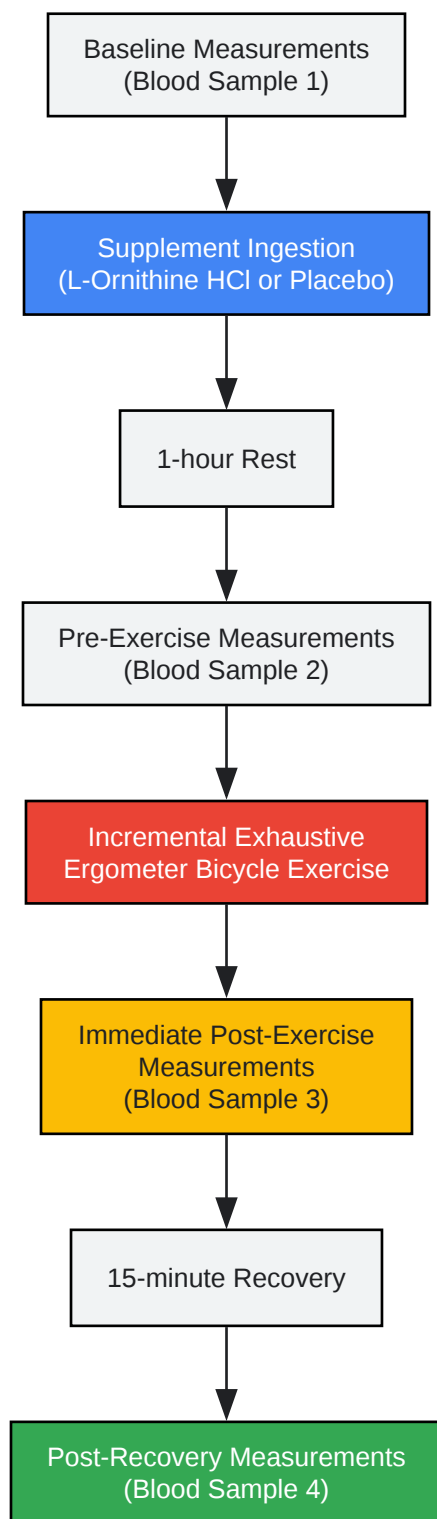 Baseline Measurements
(Blood Sample 1)
Supplement Ingestion
(L-Ornithine HCl or Placebo)
1-hour Rest
Pre-Exercise Measurements
(Blood Sample 2)
Incremental Exhaustive
Ergometer Bicycle Exercise
Immediate Post-Exercise
Measurements
(Blood Sample 3)
15-minute Recovery
Post-Recovery Measurements
(Blood Sample 4)